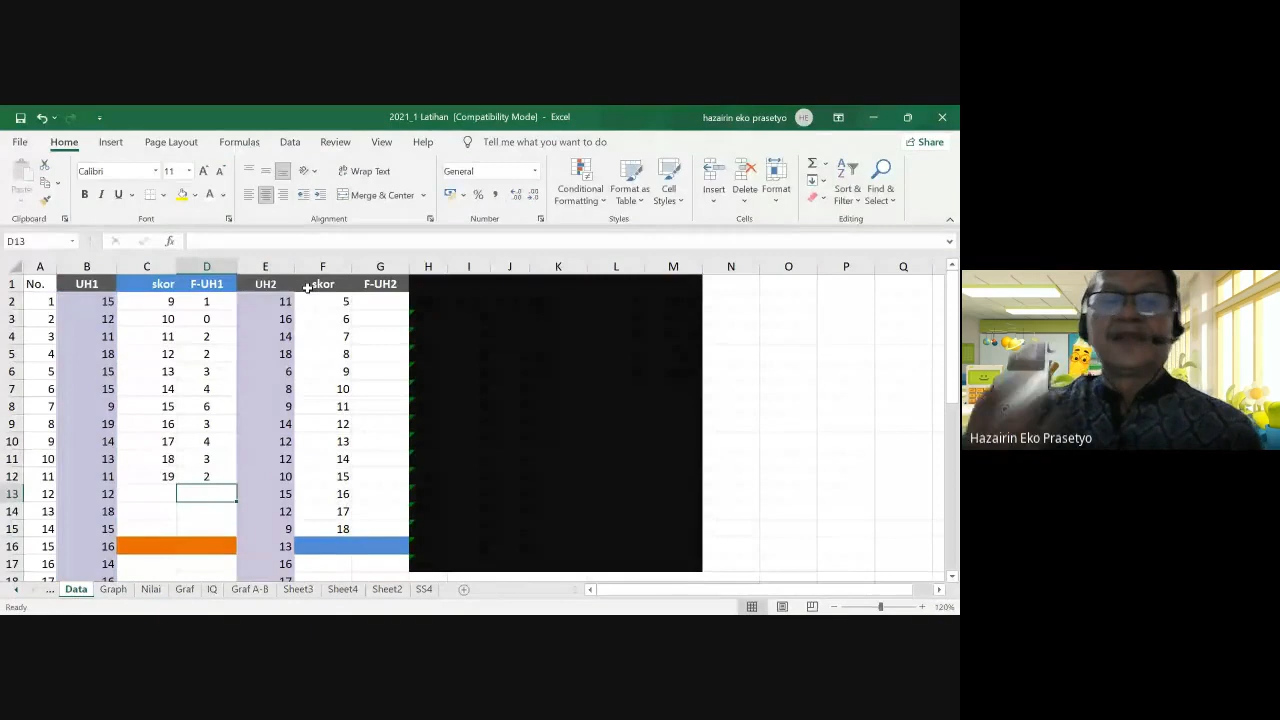 2021_1 Latihan [Compatibility Mode] - Excel
hazairin eko prasetyo HE
File Home Insert Page Layout Formulas Data Review View Help Tell me what you want to do Share
Paste
Calibri 11
B I U
Wrap Text
Merge & Center
General
Conditional Formatting
Format as Table
Cell Styles
Insert Delete Format
Sort & Filter
Find & Select
Clipboard Font Alignment Number Styles Cells Editing
D13 fx
A B C D E F G H I J K L M N O P Q
1 No. UH1 skor F-UH1 UH2 skor F-UH2
2 1 15 9 1 11 5
3 2 12 10 0 16 6
4 3 11 11 2 14 7
5 4 18 12 2 18 8
6 5 15 13 3 6 9
7 6 15 14 4 8 10
8 7 9 15 6 9 11
9 8 19 16 3 14 12
10 9 14 17 4 12 13
11 10 13 18 3 12 14
12 11 11 19 2 10 15
13 12 12 15 16
14 13 18 12 17
15 14 15 9 18
16 15 16 13
17 16 14 16
... Data Graph Nilai Graf IQ Graf A-B Sheet3 Sheet4 Sheet2 SS4
Ready 120%
Hazairin Eko Prasetyo